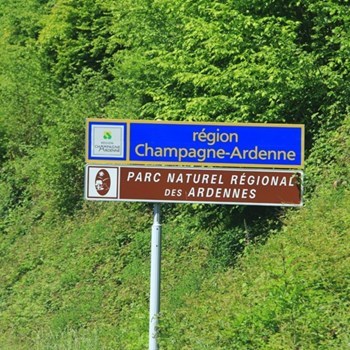 région
Champagne-Ardenne
PARC NATUREL RÉGIONAL
DES ARDENNES